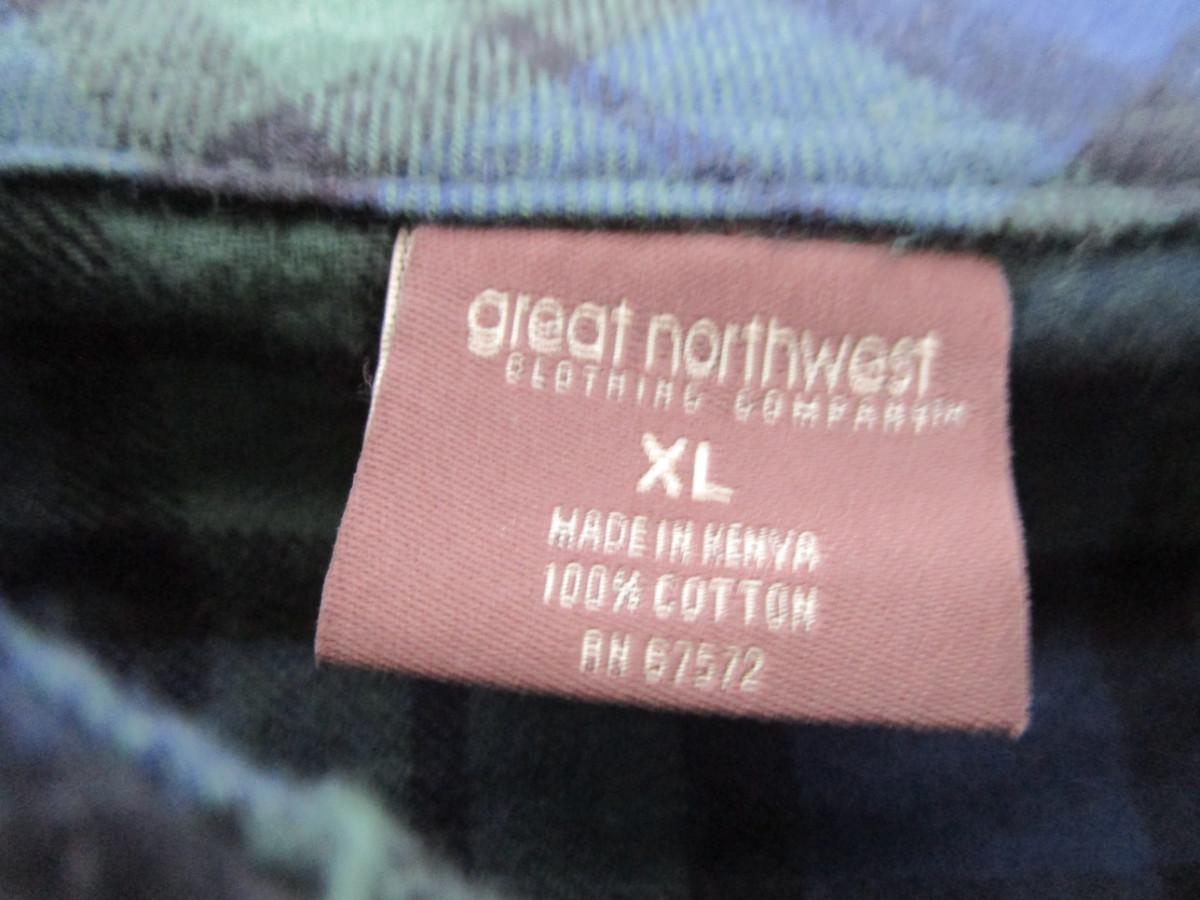 great northwest
CLOTHING COMPANY™
XL
MADE IN KENYA
100% COTTON
RN 67572